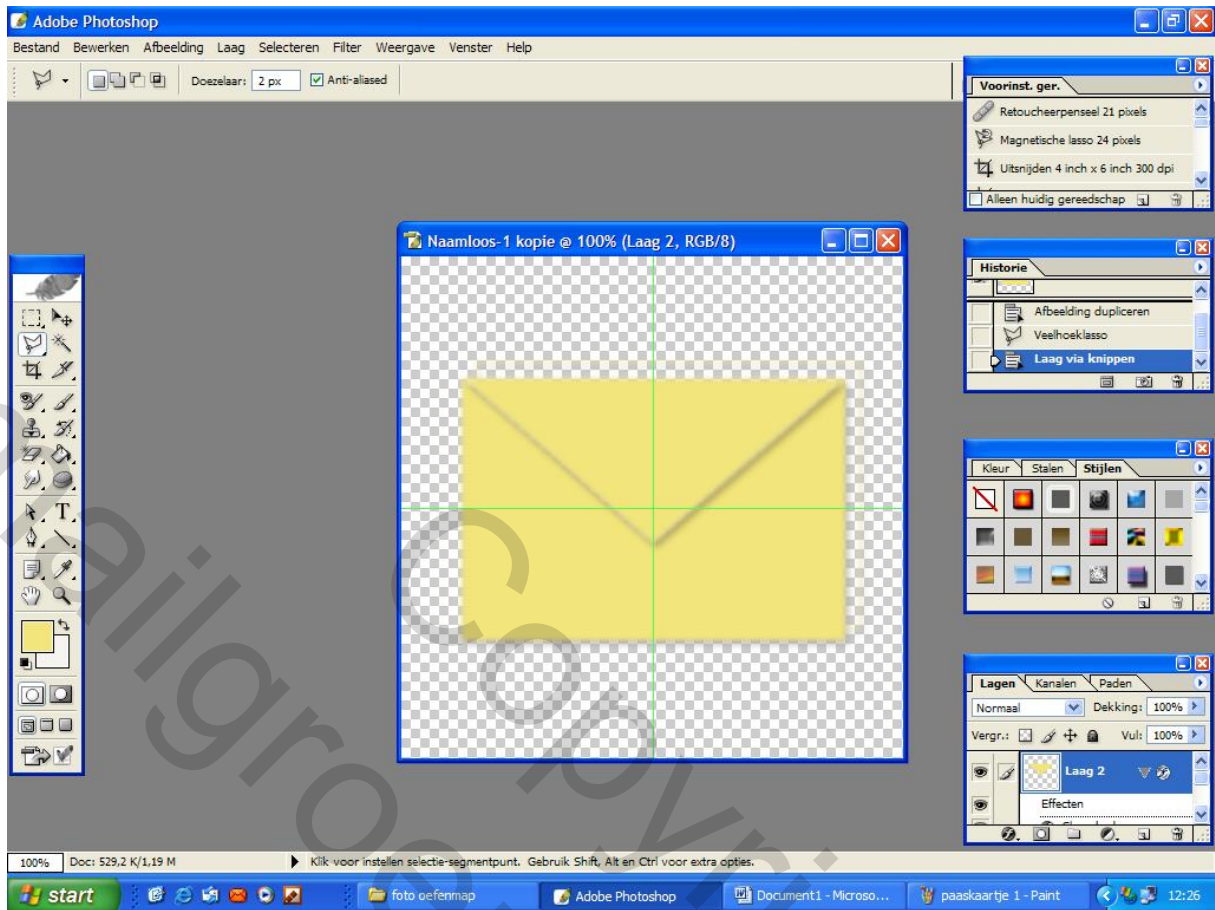 Adobe Photoshop
Bestand Bewerken Afbeelding Laag Selecteren Filter Weergave Venster Help
Doezelaar: 2 px Anti-aliased
Voorinst. ger.
Retoucheerpenseel 21 pixels
Magnetische lasso 24 pixels
Uitsnijden 4 inch x 6 inch 300 dpi
Alleen huidig gereedschap
Naamloos-1 kopie @ 100% (Laag 2, RGB/8)
Historie
Afbeelding dupliceren
Veelhoeklasso
Laag via knippen
Kleur Stalen Stijlen
Lagen Kanalen Paden
Normaal Dekking: 100%
Vergr.: Vul: 100%
Laag 2
Effecten
100% Doc: 529,2 K/1,19 M Klik voor instellen selectie-segmentpunt. Gebruik Shift, Alt en Ctrl voor extra opties.
start foto oefenmap Adobe Photoshop Document1 - Microso... paaskaartje 1 - Paint 12:26